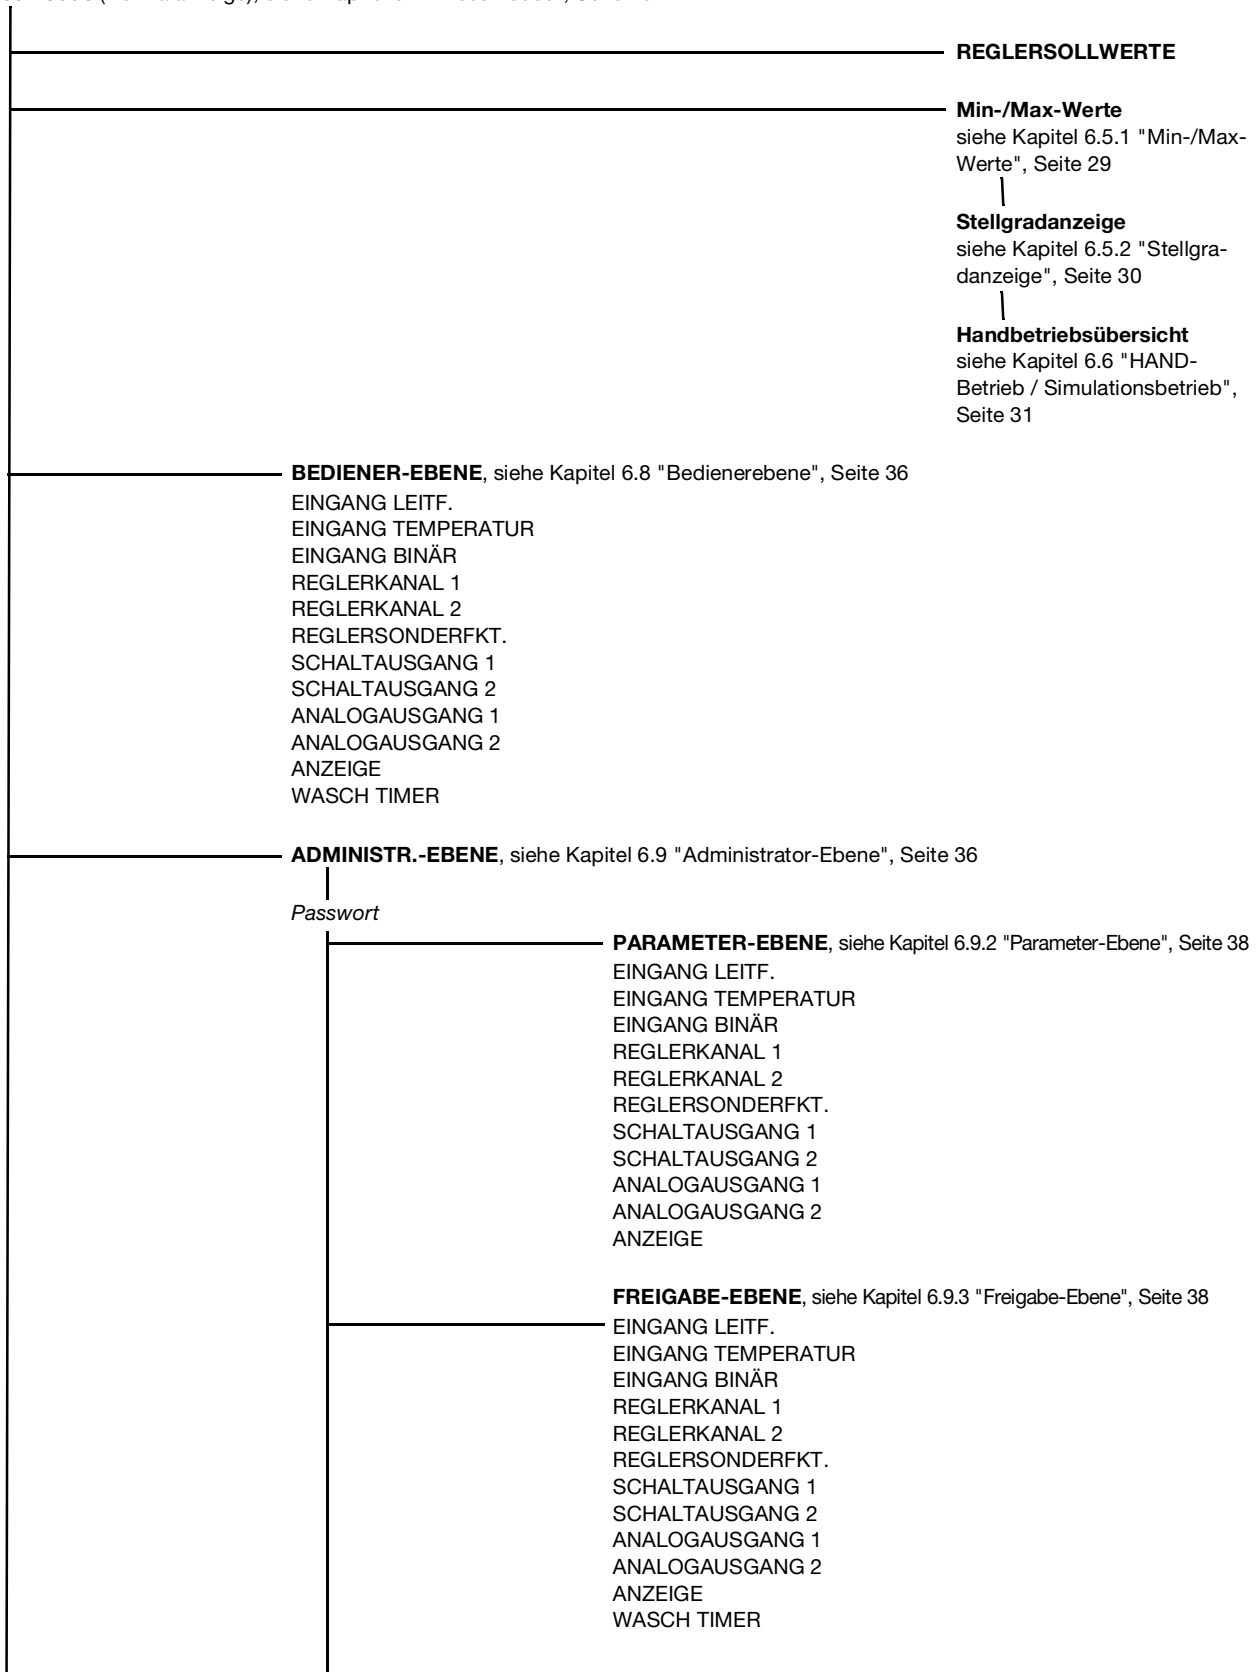 REGLERSOLLWERTE
Min-/Max-Werte
siehe Kapitel 6.5.1 "Min-/Max-
Werte", Seite 29
Stellgradanzeige
siehe Kapitel 6.5.2 "Stellgra-
danzeige", Seite 30
Handbetriebsübersicht
siehe Kapitel 6.6 "HAND-
Betrieb / Simulationsbetrieb",
Seite 31
BEDIENER-EBENE, siehe Kapitel 6.8 "Bedienerebene", Seite 36
EINGANG LEITF.
EINGANG TEMPERATUR
EINGANG BINÄR
REGLERKANAL 1
REGLERKANAL 2
REGLERSONDERFKT.
SCHALTAUSGANG 1
SCHALTAUSGANG 2
ANALOGAUSGANG 1
ANALOGAUSGANG 2
ANZEIGE
WASCH TIMER
ADMINISTR.-EBENE, siehe Kapitel 6.9 "Administrator-Ebene", Seite 36
Passwort
PARAMETER-EBENE, siehe Kapitel 6.9.2 "Parameter-Ebene", Seite 38
EINGANG LEITF.
EINGANG TEMPERATUR
EINGANG BINÄR
REGLERKANAL 1
REGLERKANAL 2
REGLERSONDERFKT.
SCHALTAUSGANG 1
SCHALTAUSGANG 2
ANALOGAUSGANG 1
ANALOGAUSGANG 2
ANZEIGE
FREIGABE-EBENE, siehe Kapitel 6.9.3 "Freigabe-Ebene", Seite 38
EINGANG LEITF.
EINGANG TEMPERATUR
EINGANG BINÄR
REGLERKANAL 1
REGLERKANAL 2
REGLERSONDERFKT.
SCHALTAUSGANG 1
SCHALTAUSGANG 2
ANALOGAUSGANG 1
ANALOGAUSGANG 2
ANZEIGE
WASCH TIMER